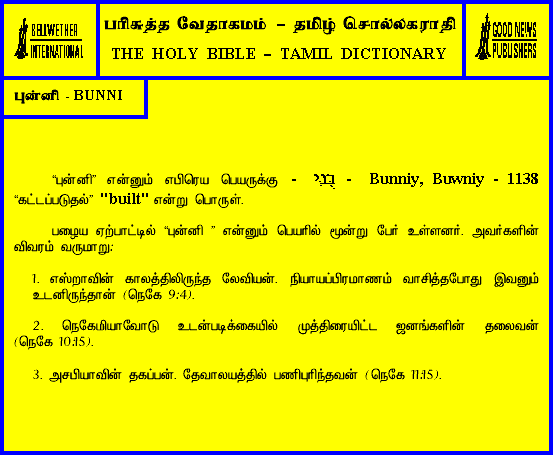 BELLWETHER
INTERNATIONAL
பரிசுத்த வேதாகமம் – தமிழ் சொல்லகராதி
THE HOLY BIBLE – TAMIL DICTIONARY
GOOD NEWS
PUBLISHERS
புன்னி - BUNNI
“புன்னி” என்னும் எபிரெய பெயருக்கு - בֻּנִּי - Bunniy, Buwniy - 1138
“கட்டப்படுதல்” "built" என்று பொருள்.
பழைய ஏற்பாட்டில் “புன்னி ” என்னும் பெயரில் மூன்று பேர் உள்ளனர். அவர்களின்
விவரம் வருமாறு:
1. எஸ்றாவின் காலத்திலிருந்த லேவியன். நியாயப்பிரமாணம் வாசித்தபோது இவனும்
உடனிருந்தான் (நெகே 9:4).
2. நெகேமியாவோடு உடன்படிக்கையில் முத்திரையிட்ட ஜனங்களின் தலைவன்
(நெகே 10:15).
3. அசபியாவின் தகப்பன். தேவாலயத்தில் பணிபுரிந்தவன் (நெகே 11:15).